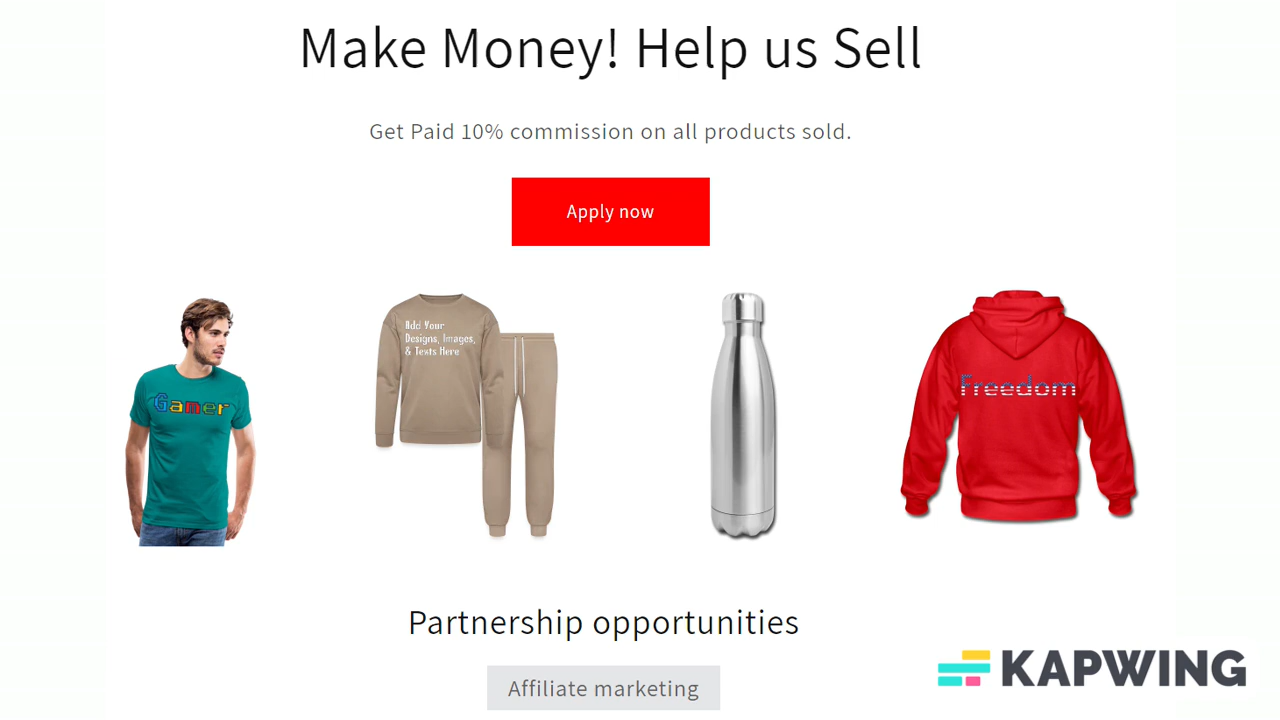 Make Money! Help us Sell
Get Paid 10% commission on all products sold.
Apply now
Gamer
Add Your
Designs, Images,
& Texts Here
Freedom
Partnership opportunities
Affiliate marketing
KAPWING